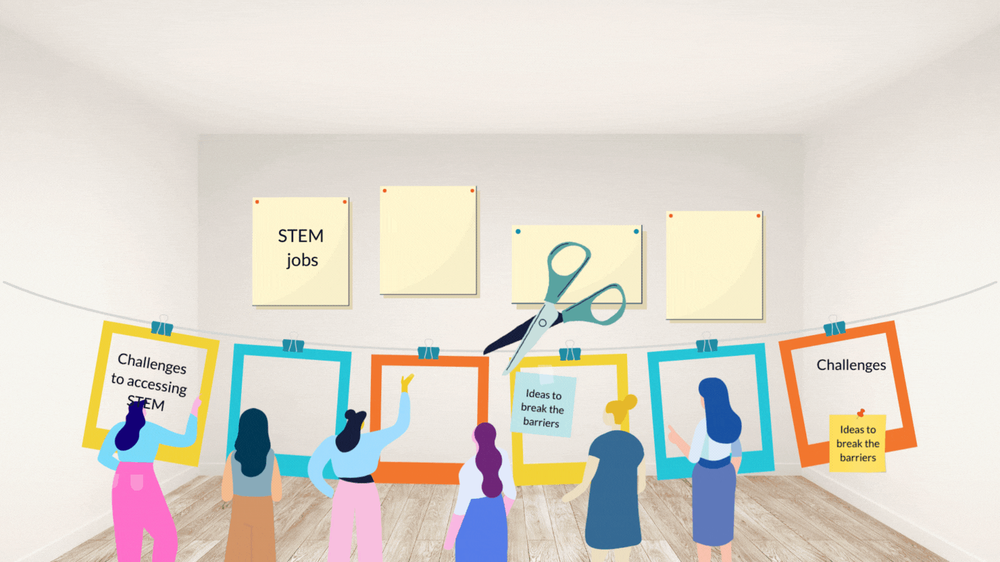 STEM
jobs
Challenges
to accessing
STEM
Ideas to
break the
barriers
Challenges
Ideas to
break the
barriers